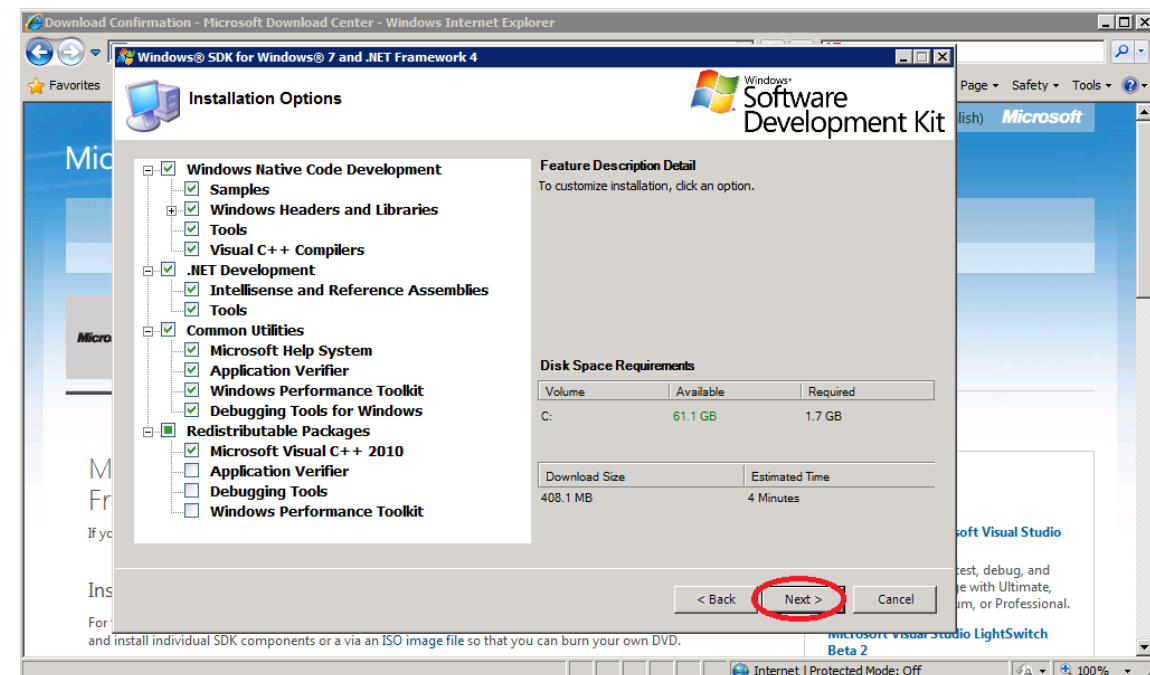 Download Confirmation - Microsoft Download Center - Windows Internet Explorer
Windows® SDK for Windows® 7 and .NET Framework 4
Favorites
Page
Safety
Tools
Installation Options
Windows
Software
Development Kit
lish)
Microsoft
Mic
Windows Native Code Development
Samples
Windows Headers and Libraries
Tools
Visual C++ Compilers
.NET Development
Intellisense and Reference Assemblies
Tools
Common Utilities
Microsoft Help System
Application Verifier
Windows Performance Toolkit
Debugging Tools for Windows
Redistributable Packages
Microsoft Visual C++ 2010
Application Verifier
Debugging Tools
Windows Performance Toolkit
Feature Description Detail
To customize installation, click an option.
Disk Space Requirements
Volume Available Required
C: 61.1 GB 1.7 GB
Download Size Estimated Time
408.1 MB 4 Minutes
Micro
M
Fr
If yo
Ins
For
soft Visual Studio
test, debug, and
ge with Ultimate,
um, or Professional.
< Back Next > Cancel
and install individual SDK components or a via an ISO image file so that you can burn your own DVD.
Microsoft Visual Studio LightSwitch
Beta 2
Internet | Protected Mode: Off
100%